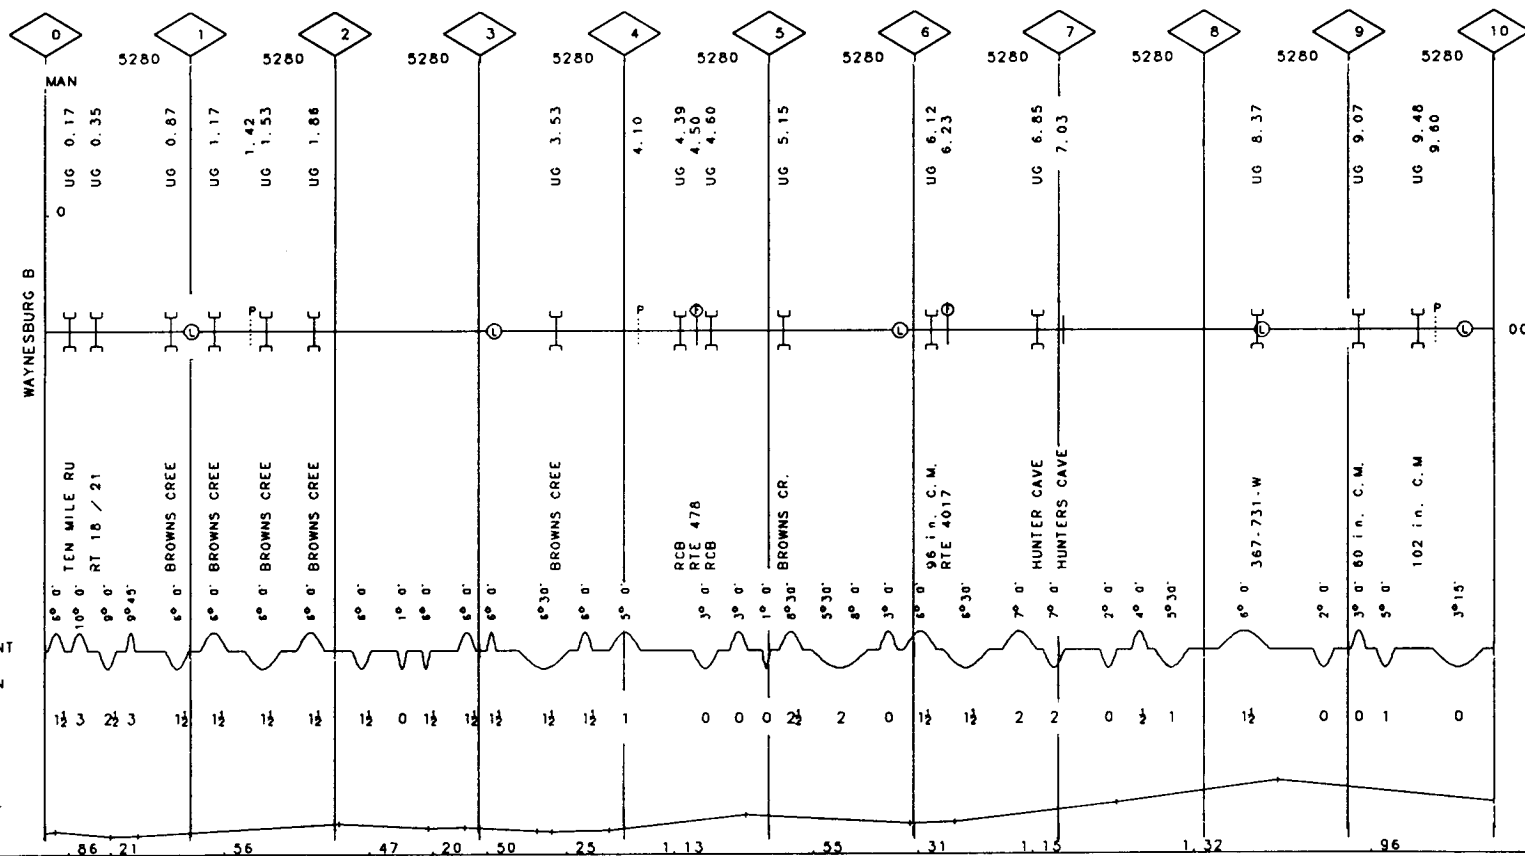 0 1 2 3 4 5 6 7 8 9 10
5280 5280 5280 5280 5280 5280 5280 5280 5280 5280
MAN
UG 0.17
UG 0.35
UG 0.87
UG 1.17
1.42
UG 1.53
UG 1.86
UG 3.53
4.10
UG 4.39
4.50
UG 4.60
UG 5.15
UG 6.12
6.23
UG 6.85
7.03
UG 8.37
UG 9.07
UG 9.48
9.60
0
WAYNESBURG B
L P L P P L P L P L
TEN MILE RU
RT 18 / 21
BROWNS CREE
BROWNS CREE
BROWNS CREE
BROWNS CREE
BROWNS CREE
RCB
RTE 478
RCB
BROWNS CR.
96 in. C. M.
RTE 4017
HUNTER CAVE
HUNTERS CAVE
367-731-W
60 in. C. M.
102 in. C. M
6° 0' 10° 0' 9° 0' 9°45' 6° 0' 6° 0' 6° 0' 6° 0' 6° 0' 1° 0' 6° 0' 6° 0' 6° 0' 6°30' 6° 0' 5° 0' 3° 0' 3° 0' 1° 0' 8°30' 5°30' 8° 0' 3° 0' 6° 0' 6°30' 7° 0' 7° 0' 2° 0' 4° 0' 5°30' 6° 0' 2° 0' 3° 0' 5° 0' 3°15'
NT
1½ 3 2½ 3 1½ 1½ 1½ 1½ 1½ 0 1½ 1½ 1½ 1½ 1½ 1 0 0 0 2½ 2 0 1½ 1½ 2 2 0 ½ 1 1½ 0 0 1 0
.86 .21 .56 .47 .20 .50 .25 1.13 .55 .31 1.15 1.32 .96